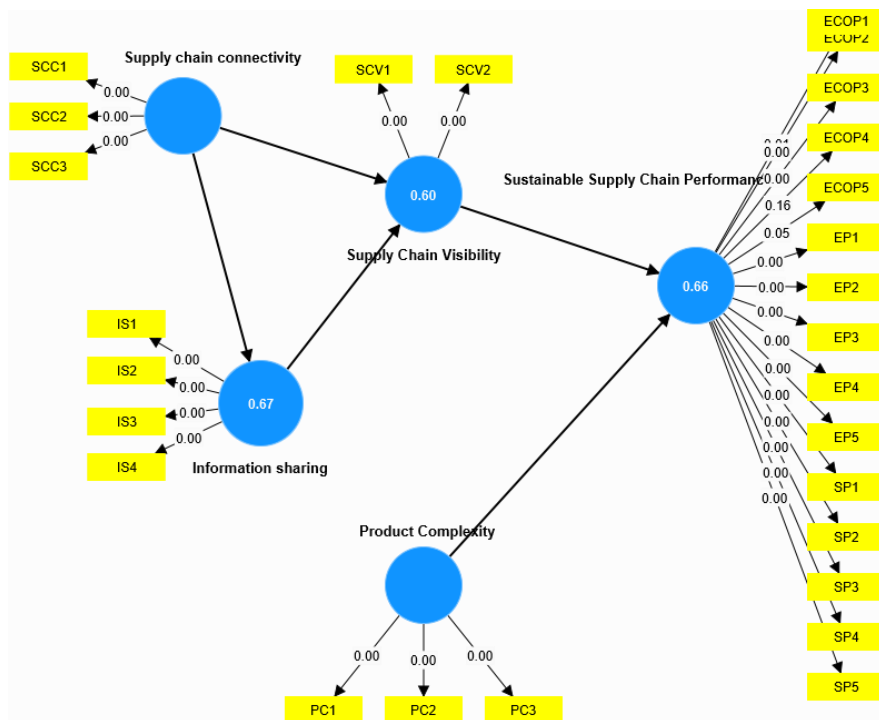 Supply chain connectivity
SCC1
SCC2
SCC3
0.00
0.00
0.00
SCV1
SCV2
0.00
0.00
0.60
Supply Chain Visibility
Sustainable Supply Chain Performanc
0.66
ECOP1
ECOP2
ECOP3
ECOP4
ECOP5
EP1
EP2
EP3
EP4
EP5
SP1
SP2
SP3
SP4
SP5
0.00
0.00
0.16
0.05
0.00
0.00
0.00
0.00
0.00
0.00
0.00
0.00
0.00
0.00
IS1
IS2
IS3
IS4
0.00
0.00
0.00
0.00
0.67
Information sharing
Product Complexity
0.00
0.00
0.00
PC1
PC2
PC3